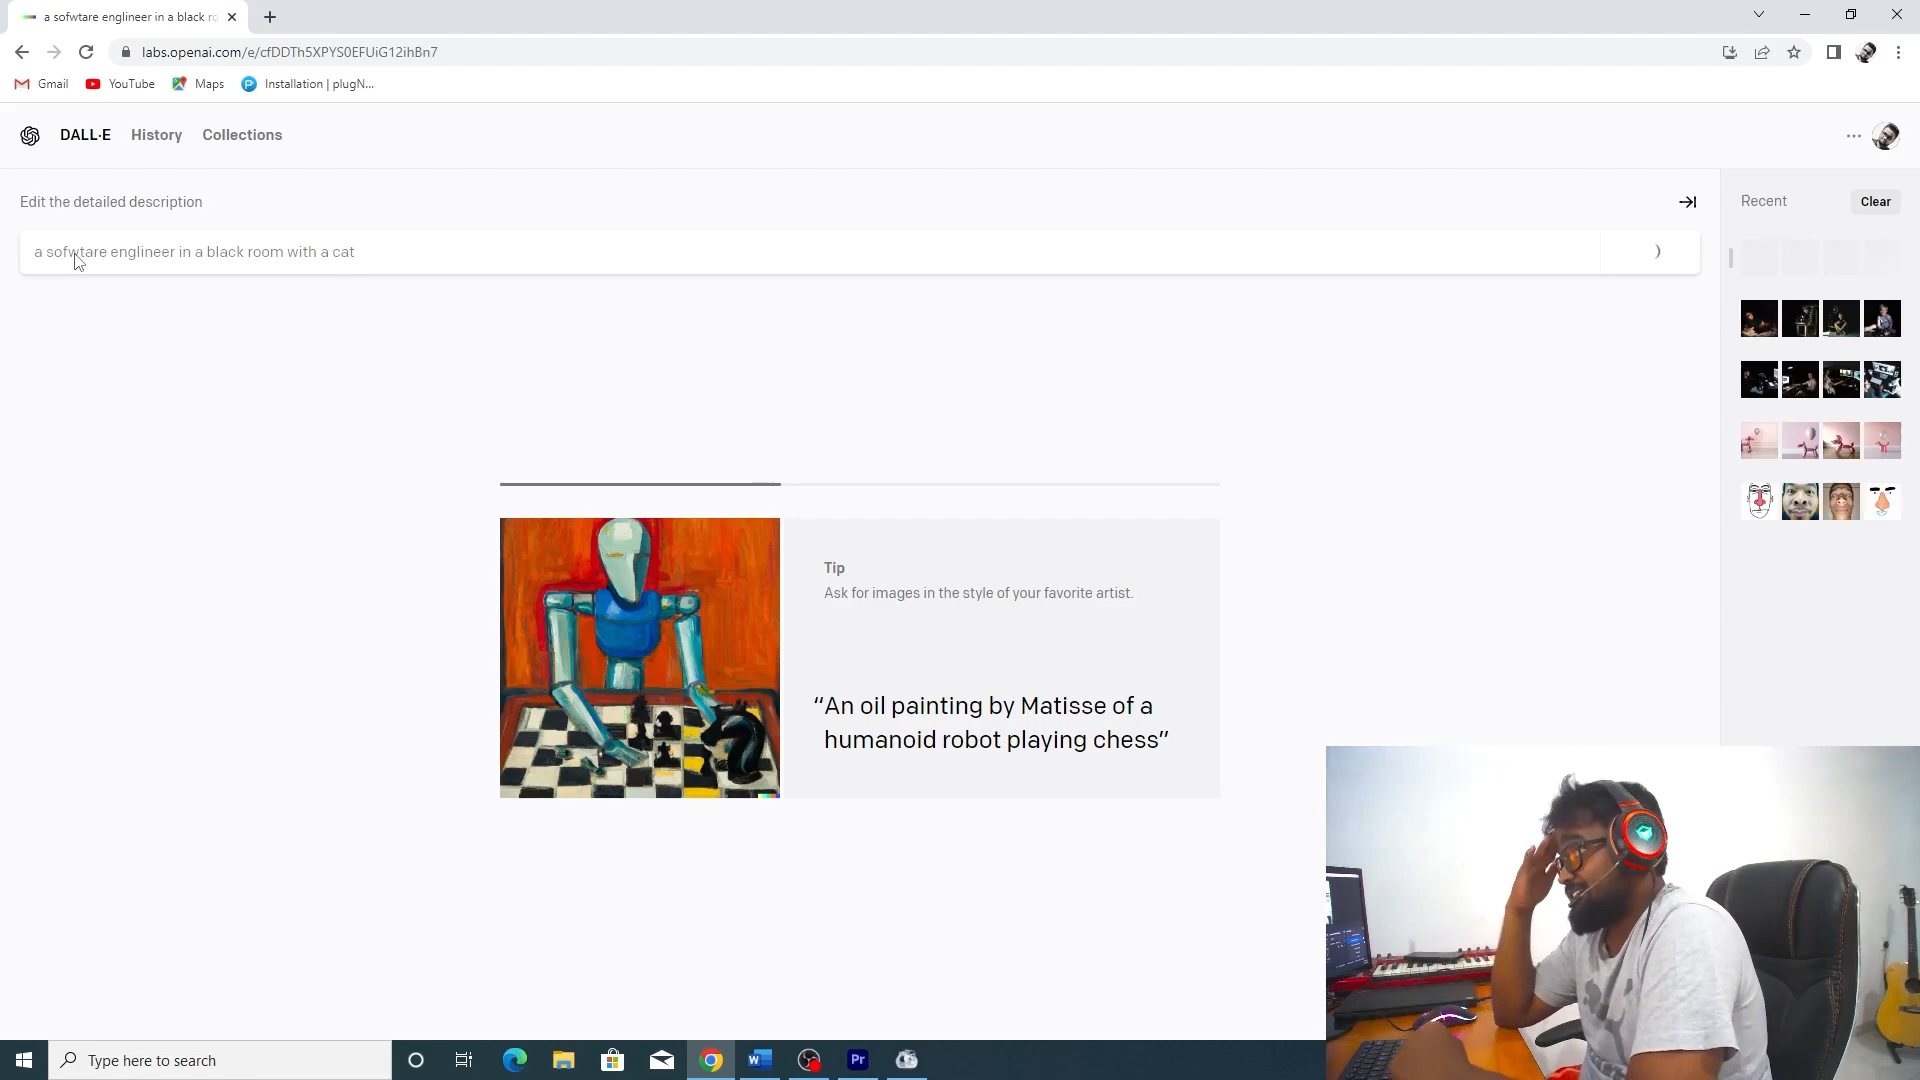 a sofwtare englineer in a black ro
labs.openai.com/e/cfDDTh5XPYS0EFUiG12ihBn7
Gmail
YouTube
Maps
Installation | plugN...
DALL·E
History
Collections
Edit the detailed description
Recent
Clear
a sofwtare englineer in a black room with a cat
Tip
Ask for images in the style of your favorite artist.
“An oil painting by Matisse of a
humanoid robot playing chess”
Type here to search
W
Pr